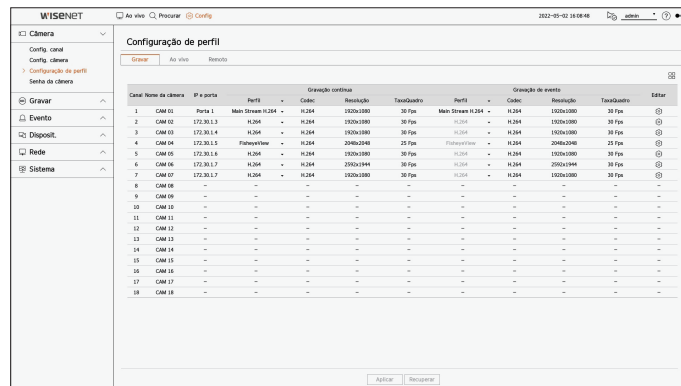 WISENET Ao vivo Procurar Config 2022-05-02 16:08:48 admin
Câmera
Config. canal
Config. câmera
Configuração de perfil
Senha da câmera
Gravar
Evento
Disposit.
Rede
Sistema
Configuração de perfil
Gravar Ao vivo Remoto
Canal Nome da câmera IP e porta Gravação contínua Gravação de evento Editar
Perfil Codec Resolução TaxaQuadro Perfil Codec Resolução TaxaQuadro
1 CAM 01 Porta 1 Main Stream H.264 H.264 1920x1080 30 Fps Main Stream H.264 H.264 1920x1080 30 Fps
2 CAM 02 172.30.1.3 H.264 H.264 1920x1080 30 Fps H.264 H.264 1920x1080 30 Fps
3 CAM 03 172.30.1.4 H.264 H.264 1920x1080 30 Fps H.264 H.264 1920x1080 30 Fps
4 CAM 04 172.30.1.5 FisheyeView H.264 2048x2048 25 Fps FisheyeView H.264 2048x2048 25 Fps
5 CAM 05 172.30.1.6 H.264 H.264 1920x1080 30 Fps H.264 H.264 1920x1080 30 Fps
6 CAM 06 172.30.1.7 H.264 H.264 2592x1944 30 Fps H.264 H.264 2592x1944 30 Fps
7 CAM 07 172.30.1.7 H.264 H.264 1920x1080 30 Fps H.264 H.264 1920x1080 30 Fps
8 CAM 08 – – – – – – – – – –
9 CAM 09 – – – – – – – – – –
10 CAM 10 – – – – – – – – – –
11 CAM 11 – – – – – – – – – –
12 CAM 12 – – – – – – – – – –
13 CAM 13 – – – – – – – – – –
14 CAM 14 – – – – – – – – – –
15 CAM 15 – – – – – – – – – –
16 CAM 16 – – – – – – – – – –
17 CAM 17 – – – – – – – – – –
18 CAM 18 – – – – – – – – – –
Aplicar Recuperar